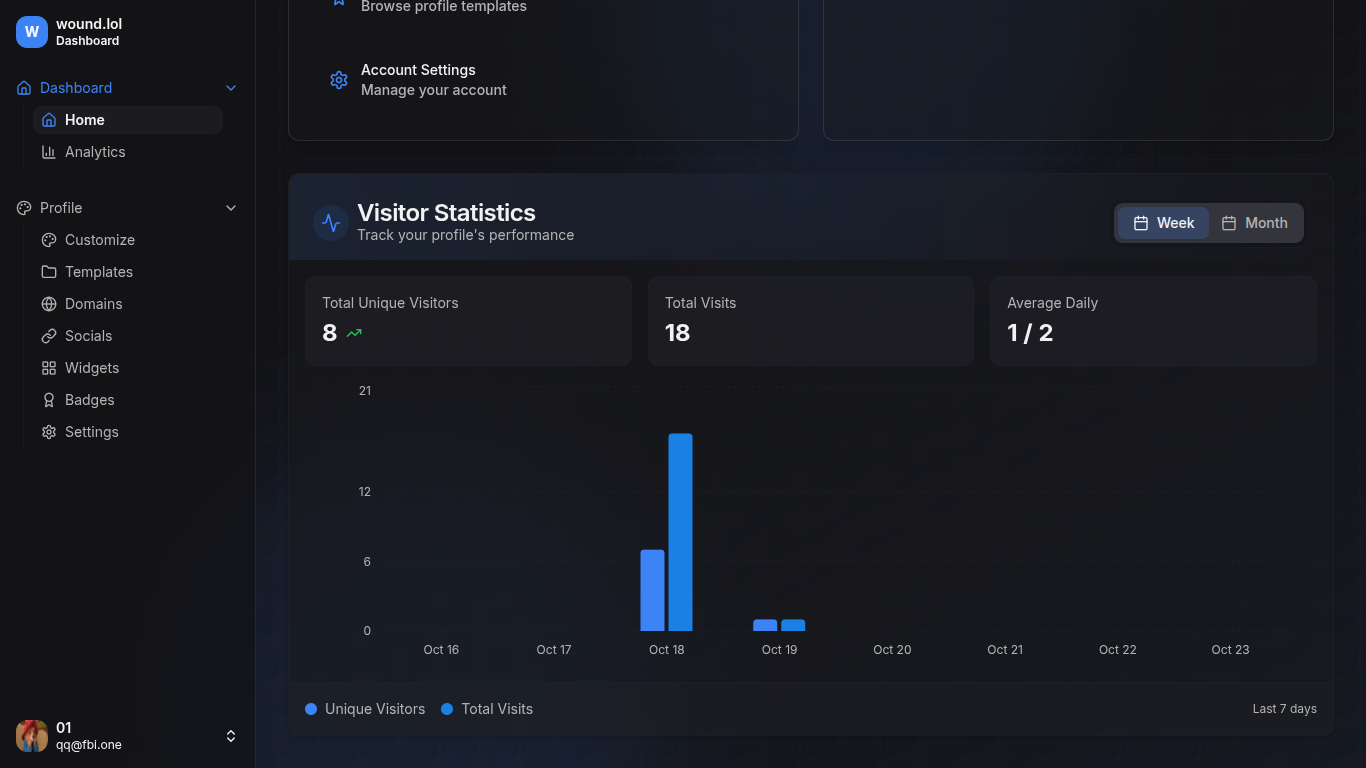 W
wound.lol
Dashboard
Dashboard
Home
Analytics
Profile
Customize
Templates
Domains
Socials
Widgets
Badges
Settings
01
qq@fbi.one
Browse profile templates
Account Settings
Manage your account
Visitor Statistics
Track your profile's performance
Week
Month
Total Unique Visitors
8
Total Visits
18
Average Daily
1 / 2
21
12
6
0
Oct 16
Oct 17
Oct 18
Oct 19
Oct 20
Oct 21
Oct 22
Oct 23
Unique Visitors
Total Visits
Last 7 days